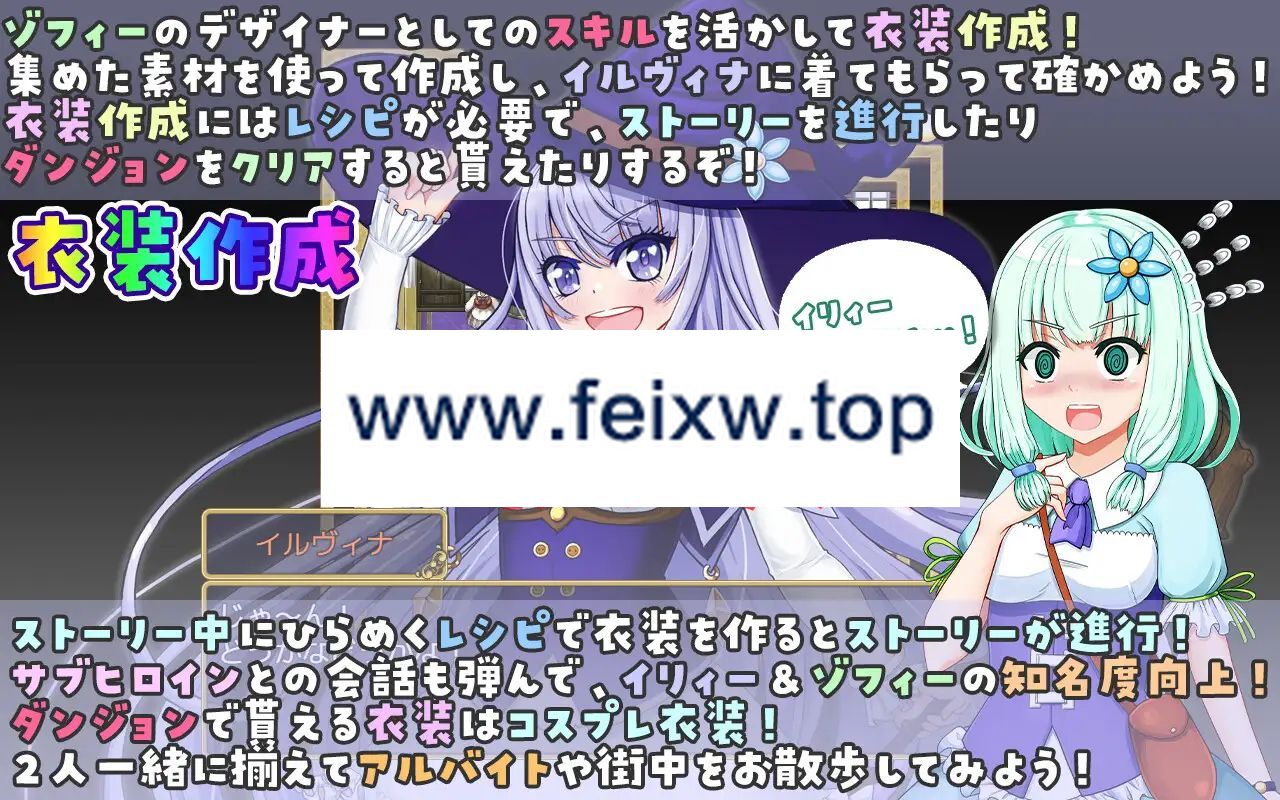 ゾフィーのデザイナーとしてのスキルを活かして衣装作成！
集めた素材を使って作成し、イルヴィナに着てもらって確かめよう！
衣装作成にはレシピが必要で、ストーリーを進行したり
ダンジョンをクリアすると貰えたりするぞ！
衣装作成
イリィー
！
www.feixw.top
イルヴィナ
じゃ～ん！
ストーリー中にひらめくレシピで衣装を作るとストーリーが進行！
サブヒロインとの会話も弾んで、イリィー＆ゾフィーの知名度向上！
ダンジョンで貰える衣装はコスプレ衣装！
２人一緒に揃えてアルバイトや街中をお散歩してみよう！